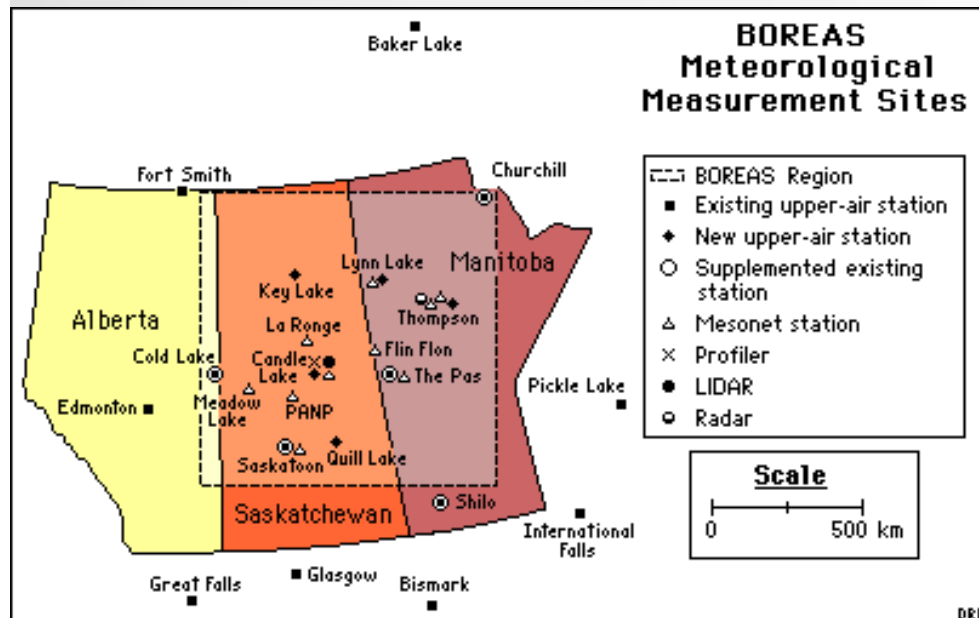 BOREAS
Meteorological
Measurement Sites
Baker Lake
Fort Smith
Churchill
BOREAS Region
Existing upper-air station
New upper-air station
Supplemented existing
station
Mesonet station
Profiler
LIDAR
Radar
Lynn Lake
Manitoba
Key Lake
Alberta
La Ronge
Thompson
Cold Lake
Candle
Lake
Flin Flon
The Pas
Meadow
Lake
PANP
Edmonton
Pickle Lake
Saskatoon
Quill Lake
Saskatchewan
Shilo
Scale
0
500 km
International
Falls
Great Falls
Glasgow
Bismark